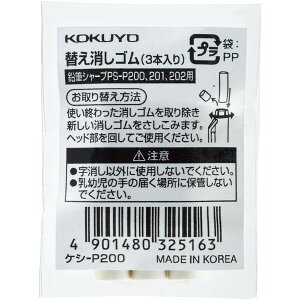 KOKUYO
替え消しゴム(3本入り)
鉛筆シャープPS-P200、201、202用
プラ
袋:
PP
お取り替え方法
使い終わった消しゴムを取り除き
新しい消しゴムをさしこみます。
ヘッド部を回してご使用ください。
⚠注意
●字消し以外に使用しないでください。
●乳幼児の手の届く場所に保管しない
でください。
4 901480 325163
ケシ-P200
MADE IN KOREA